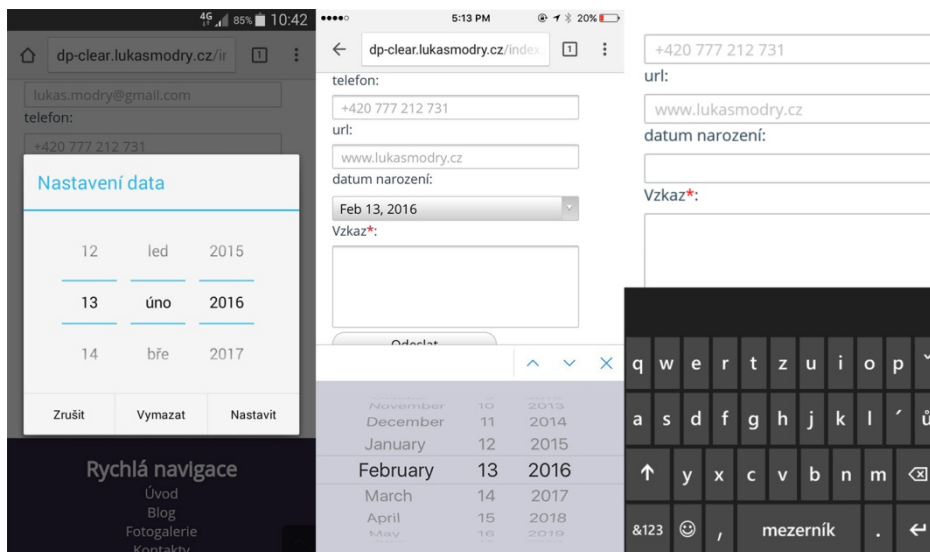 4G 85% 10:42
dp-clear.lukasmodry.cz/ir 1
lukas.modry@gmail.com
telefon:
+420 777 212 731
Nastavení data
12 led 2015
13 úno 2016
14 bře 2017
Zrušit Vymazat Nastavit
Rychlá navigace
Úvod
Blog
Fotogalerie
Kontakty
5:13 PM 20%
dp-clear.lukasmodry.cz/index 1
telefon:
+420 777 212 731
url:
www.lukasmodry.cz
datum narození:
Feb 13, 2016
Vzkaz*:
Odeslat
November 10 2013
December 11 2014
January 12 2015
February 13 2016
March 14 2017
April 15 2018
May 16 2019
+420 777 212 731
url:
www.lukasmodry.cz
datum narození:
Vzkaz*:
q w e r t z u i o p ˇ
a s d f g h j k l ´ ů
y x c v b n m
&123 , mezerník .